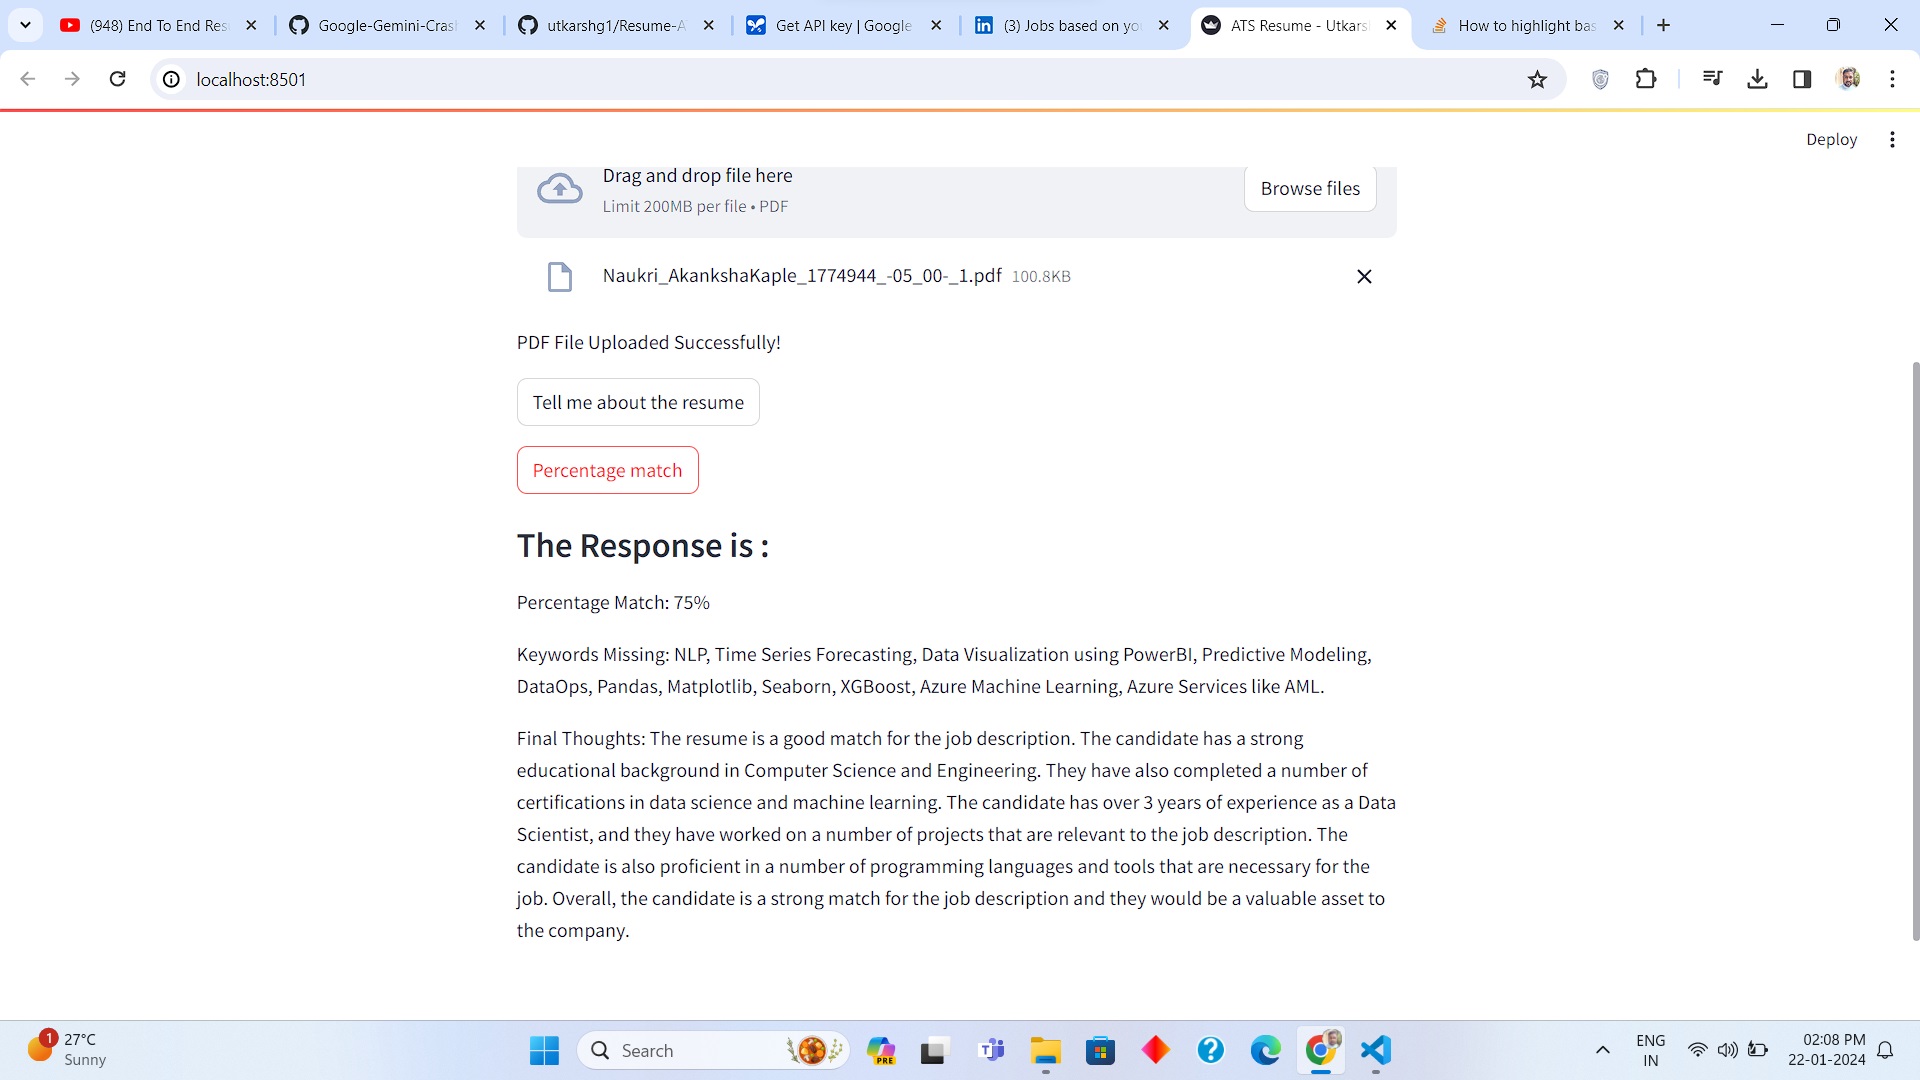 (948) End To End Res
Google-Gemini-Cras
utkarshg1/Resume-A
Get API key | Google
(3) Jobs based on yo
ATS Resume - Utkars
How to highlight bas
localhost:8501
Deploy
Drag and drop file here
Limit 200MB per file • PDF
Browse files
Naukri_AkankshaKaple_1774944_-05_00-_1.pdf 100.8KB
PDF File Uploaded Successfully!
Tell me about the resume
Percentage match
The Response is :
Percentage Match: 75%
Keywords Missing: NLP, Time Series Forecasting, Data Visualization using PowerBI, Predictive Modeling,
DataOps, Pandas, Matplotlib, Seaborn, XGBoost, Azure Machine Learning, Azure Services like AML.
Final Thoughts: The resume is a good match for the job description. The candidate has a strong
educational background in Computer Science and Engineering. They have also completed a number of
certifications in data science and machine learning. The candidate has over 3 years of experience as a Data
Scientist, and they have worked on a number of projects that are relevant to the job description. The
candidate is also proficient in a number of programming languages and tools that are necessary for the
job. Overall, the candidate is a strong match for the job description and they would be a valuable asset to
the company.
1
27°C
Sunny
Search
PRE
ENG
IN
02:08 PM
22-01-2024